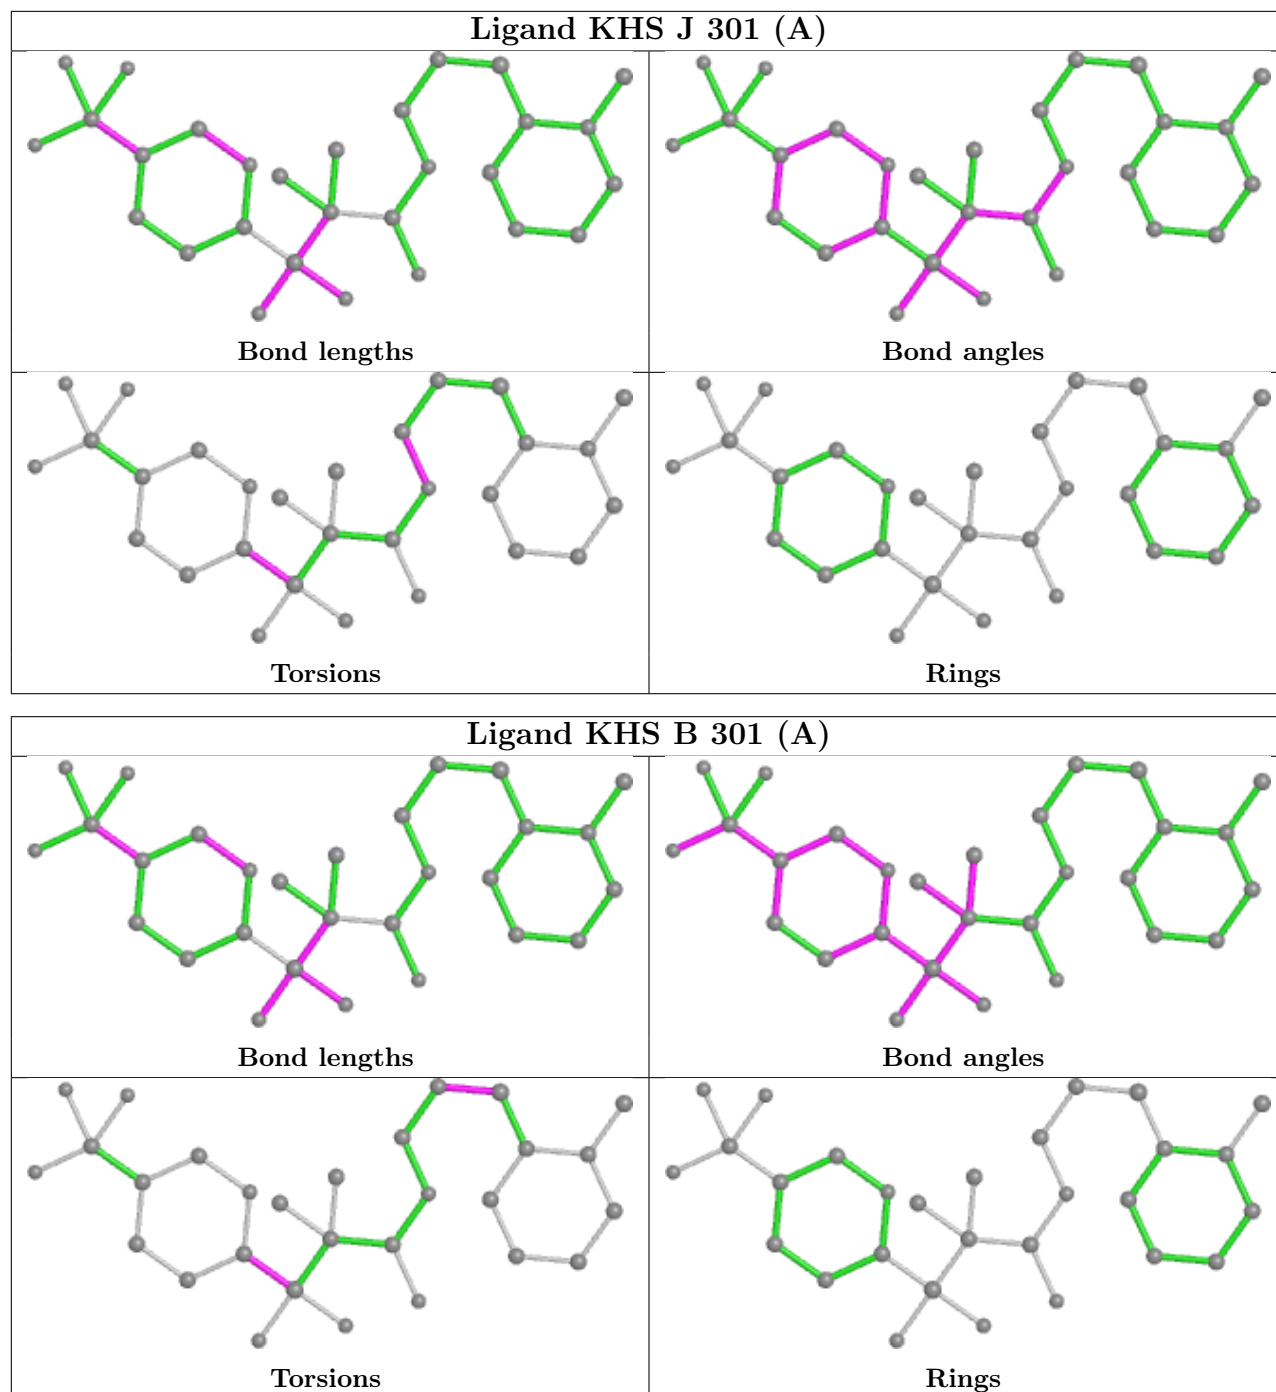 Ligand KHS J 301 (A)
Bond lengths
Bond angles
Torsions
Rings
Ligand KHS B 301 (A)
Bond lengths
Bond angles
Torsions
Rings